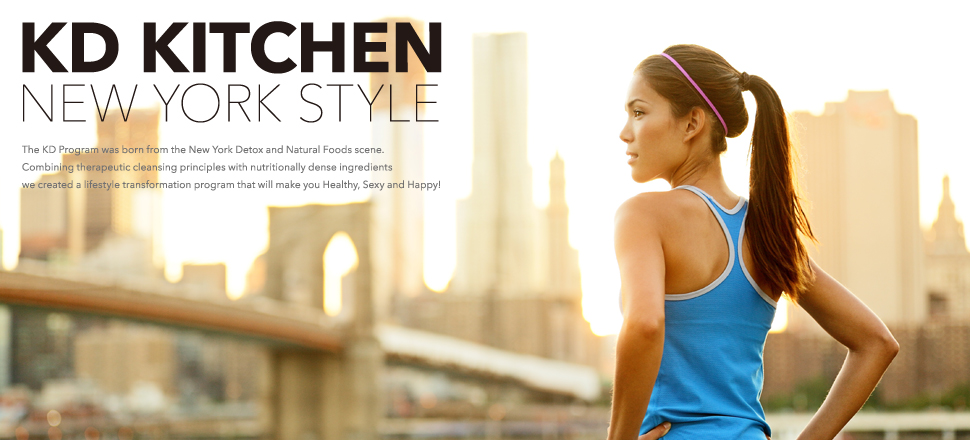 KD KITCHEN
NEW YORK STYLE
The KD Program was born from the New York Detox and Natural Foods scene.
Combining therapeutic cleansing principles with nutritionally dense ingredients
we created a lifestyle transformation program that will make you Healthy, Sexy and Happy!